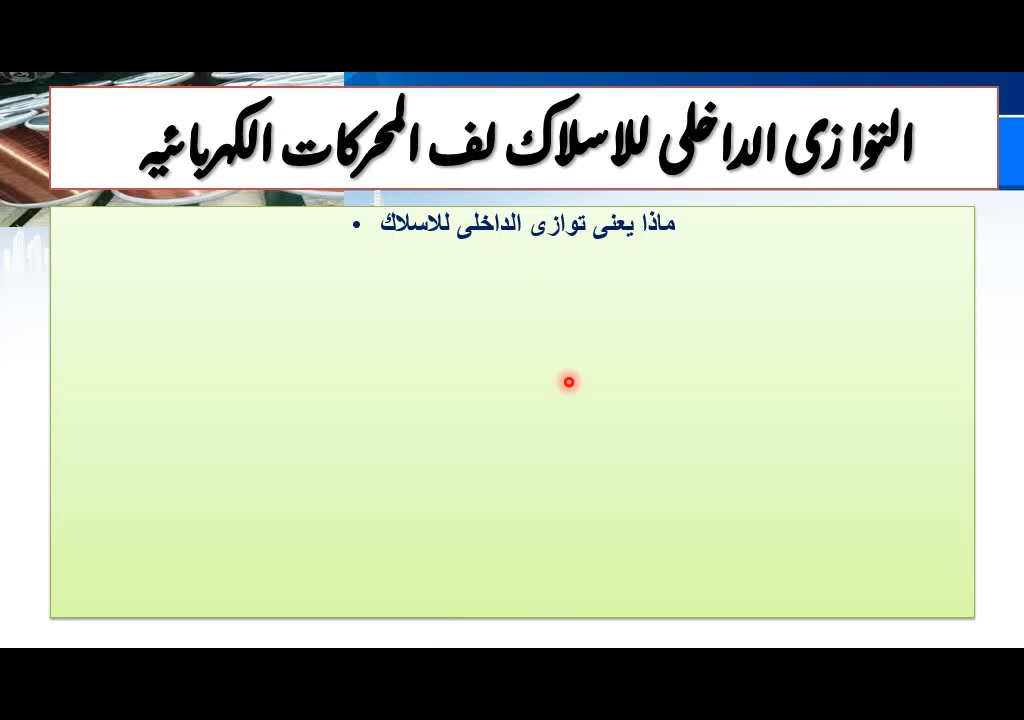 التوازى الداخلى للاسلاك لف المحركات الكهربائيه
ماذا يعنى توازى الداخلى للاسلاك •